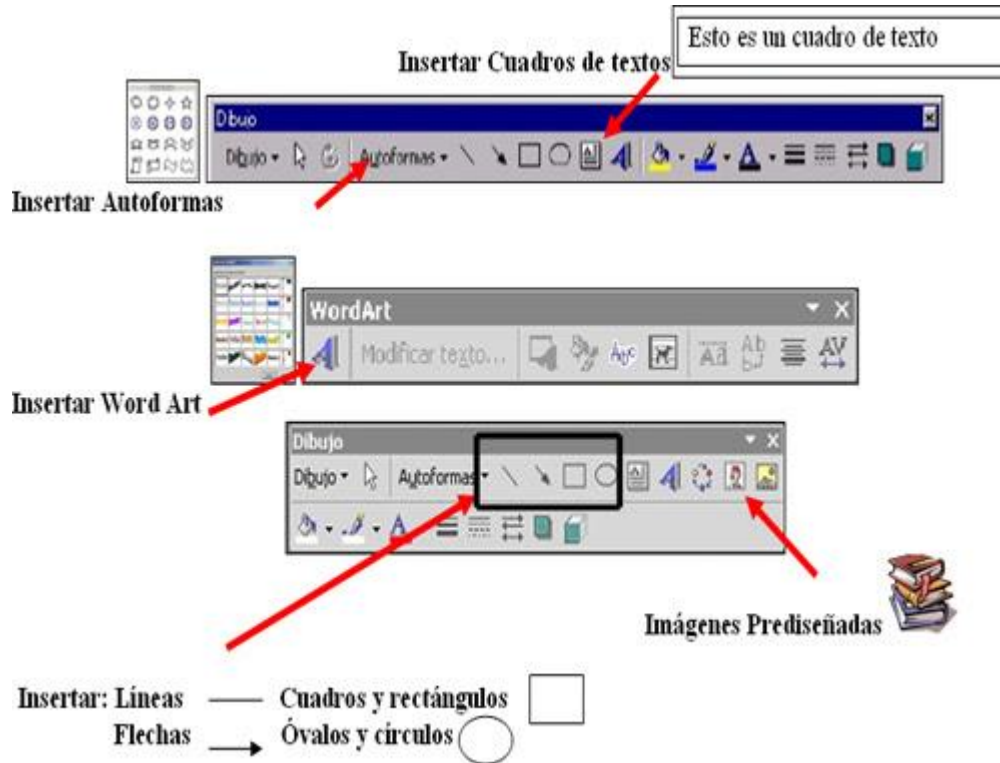 Esto es un cuadro de texto
Insertar Cuadros de textos
Dibujo
Dibujo Autoformas
Insertar Autoformas
WordArt
Modificar texto...
Insertar Word Art
Dibujo
Dibujo Autoformas
Imágenes Prediseñadas
Insertar: Líneas Cuadros y rectángulos
Flechas Óvalos y círculos